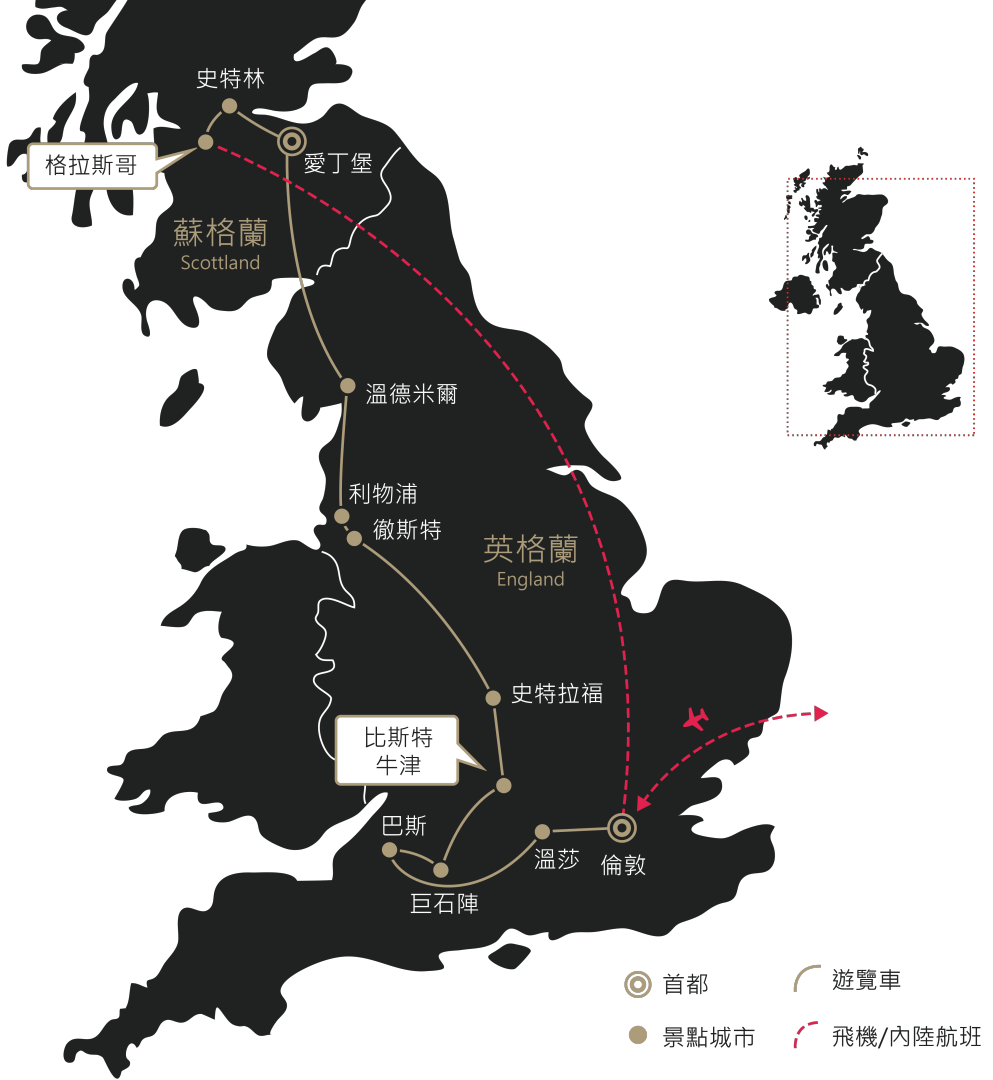 史特林
格拉斯哥
愛丁堡
蘇格蘭
Scottland
溫德米爾
利物浦
徹斯特
英格蘭
England
史特拉福
比斯特
牛津
巴斯
溫莎
倫敦
巨石陣
首都
遊覽車
景點城市
飛機/內陸航班